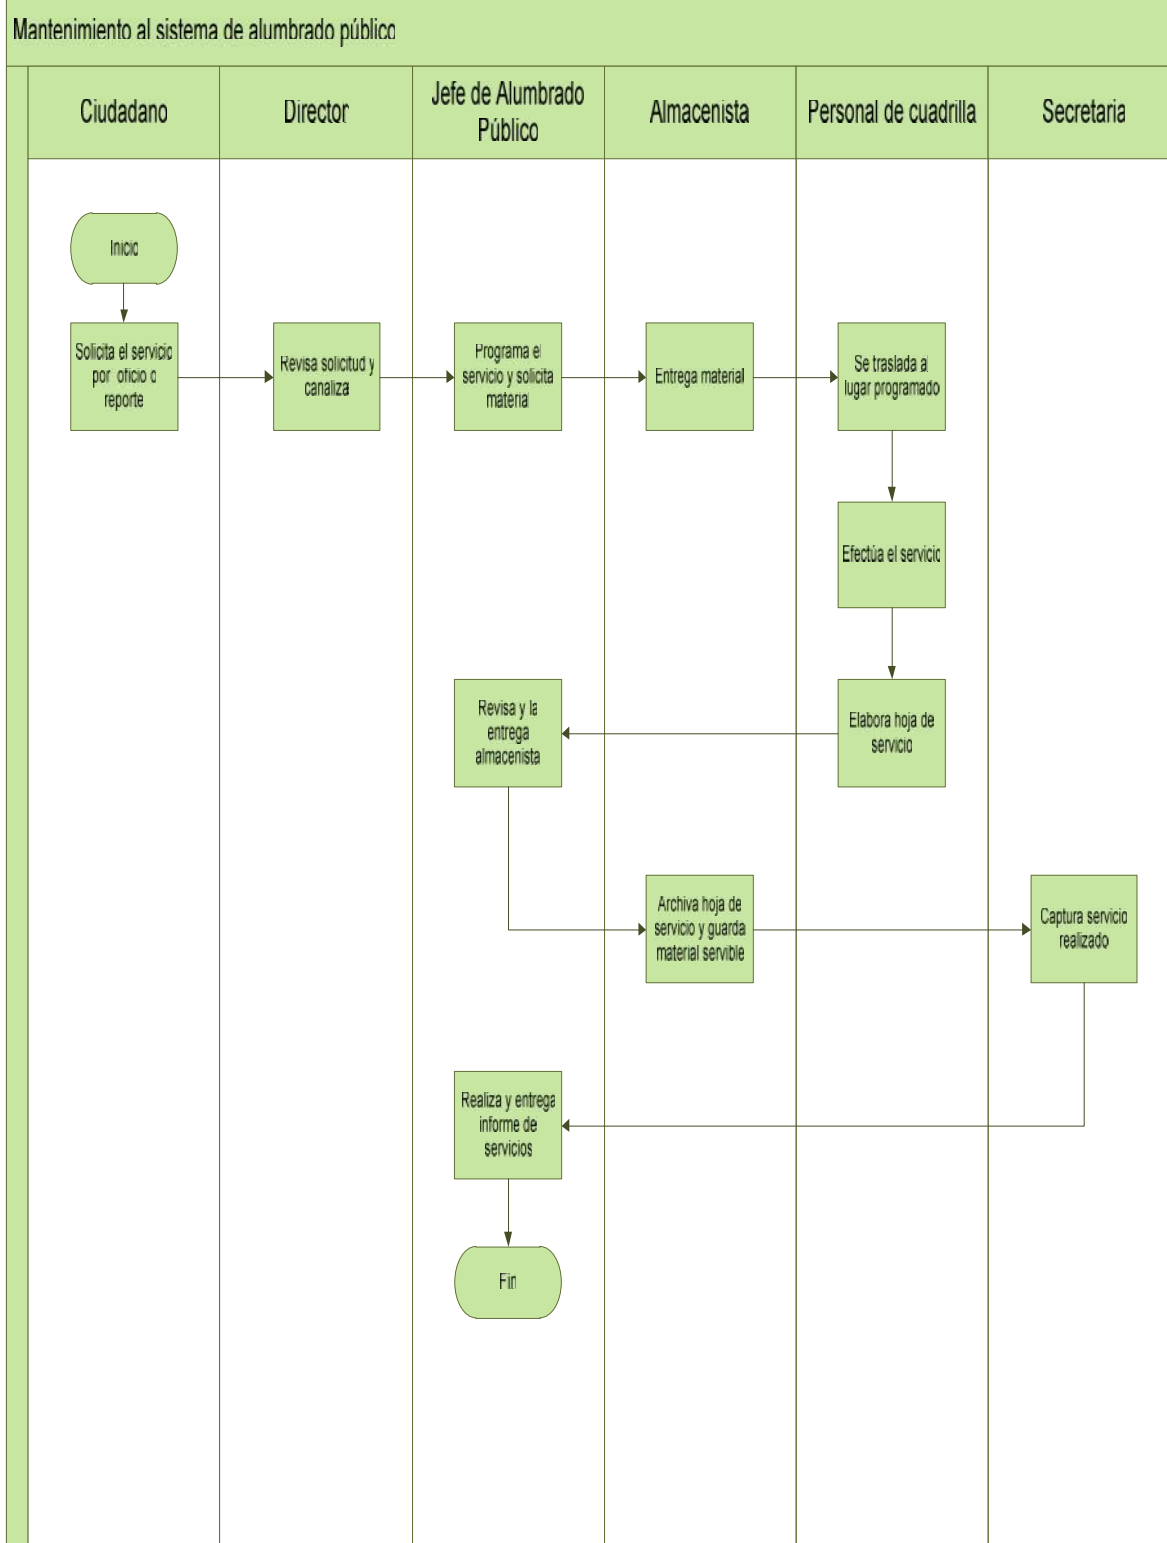 Mantenimiento al sistema de alumbrado público
Ciudadano
Director
Jefe de Alumbrado
Público
Almacenista
Personal de cuadrilla
Secretaria
Inicio
Solicita el servicio
por oficio o
reporte
Revisa solicitud y
canaliza
Programa el
servicio y solicita
material
Entrega material
Se traslada al
lugar programado
Efectúa el servicio
Elabora hoja de
servicio
Revisa y la
entrega
almacenista
Archiva hoja de
servicio y guarda
material servible
Captura servicio
realizado
Realiza y entrega
informe de
servicios
Fin